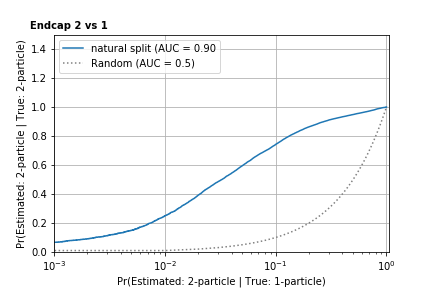 Endcap 2 vs 1
natural split (AUC = 0.90
Random (AUC = 0.5)
Pr(Estimated: 2-particle | True: 2-particle)
1.4
1.2
1.0
0.8
0.6
0.4
0.2
0.0
10⁻³
10⁻²
10⁻¹
10⁰
Pr(Estimated: 2-particle | True: 1-particle)